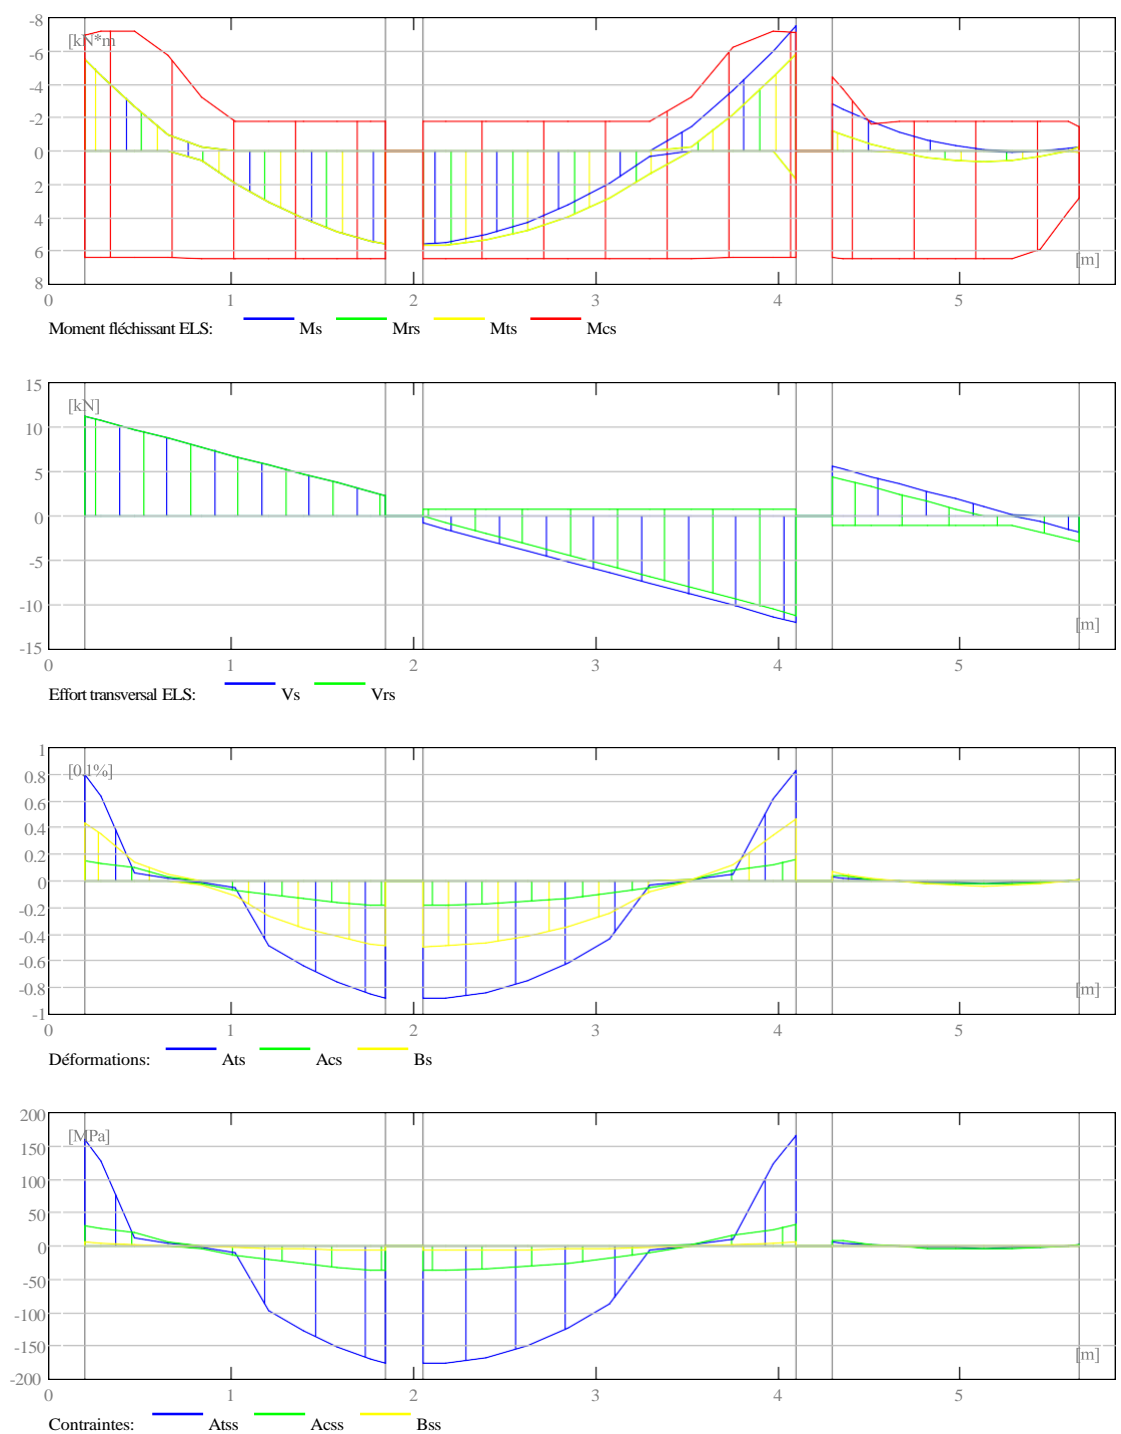 -8
[kN*m
-6
-4
-2
0
2
4
6
[m]
8
0 1 2 3 4 5
Moment fléchissant ELS: Ms Mrs Mts Mcs
15
[kN]
10
5
0
-5
-10
[m]
-15
0 1 2 3 4 5
Effort transversal ELS: Vs Vrs
1
[0.1%]
0.8
0.6
0.4
0.2
0
-0.2
-0.4
-0.6
-0.8
[m]
-1
0 1 2 3 4 5
Déformations: Ats Acs Bs
200
[MPa]
150
100
50
0
-50
-100
-150
[m]
-200
0 1 2 3 4 5
Contraintes: Atss Acss Bss